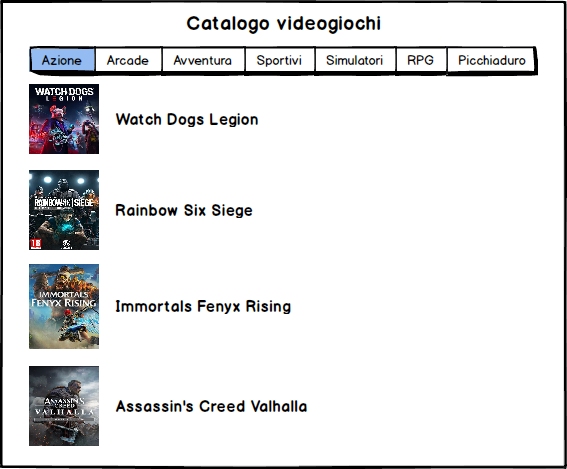 Catalogo videogiochi
Azione Arcade Avventura Sportivi Simulatori RPG Picchiaduro
WATCH DOGS
LEGION
Watch Dogs Legion
RAINBOW SIX | SIEGE
18
Rainbow Six Siege
IMMORTALS
FENYX RISING
Immortals Fenyx Rising
ASSASSIN'S
CREED
VALHALLA
Assassin's Creed Valhalla